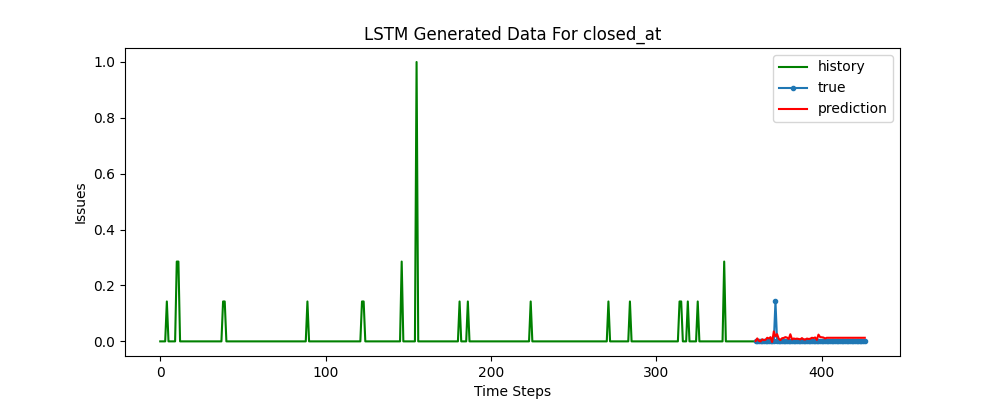 LSTM Generated Data For closed_at
history
true
prediction
1.0
0.8
0.6
0.4
0.2
0.0
Issues
0
100
200
300
400
Time Steps